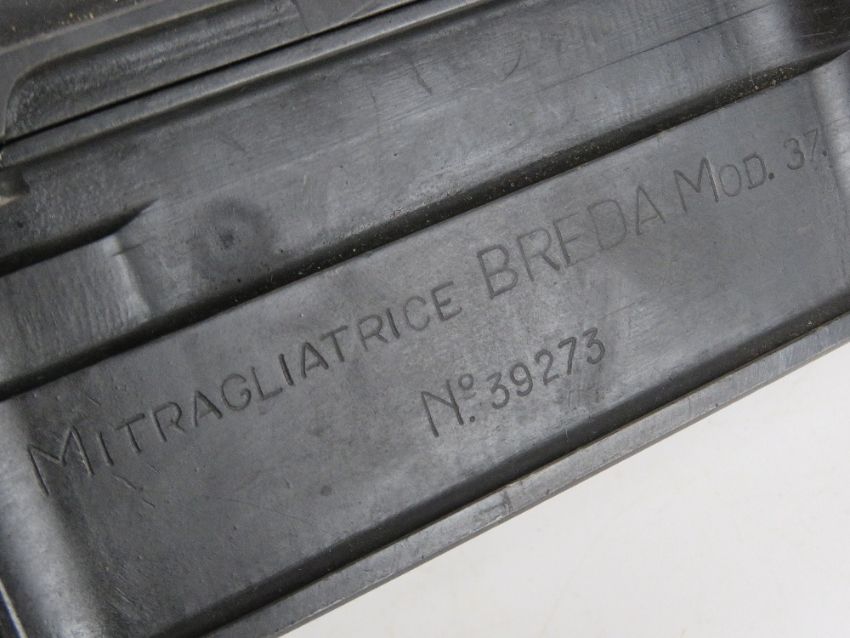 MITRAGLIATRICE BREDA MOD. 37.
Nº. 39273